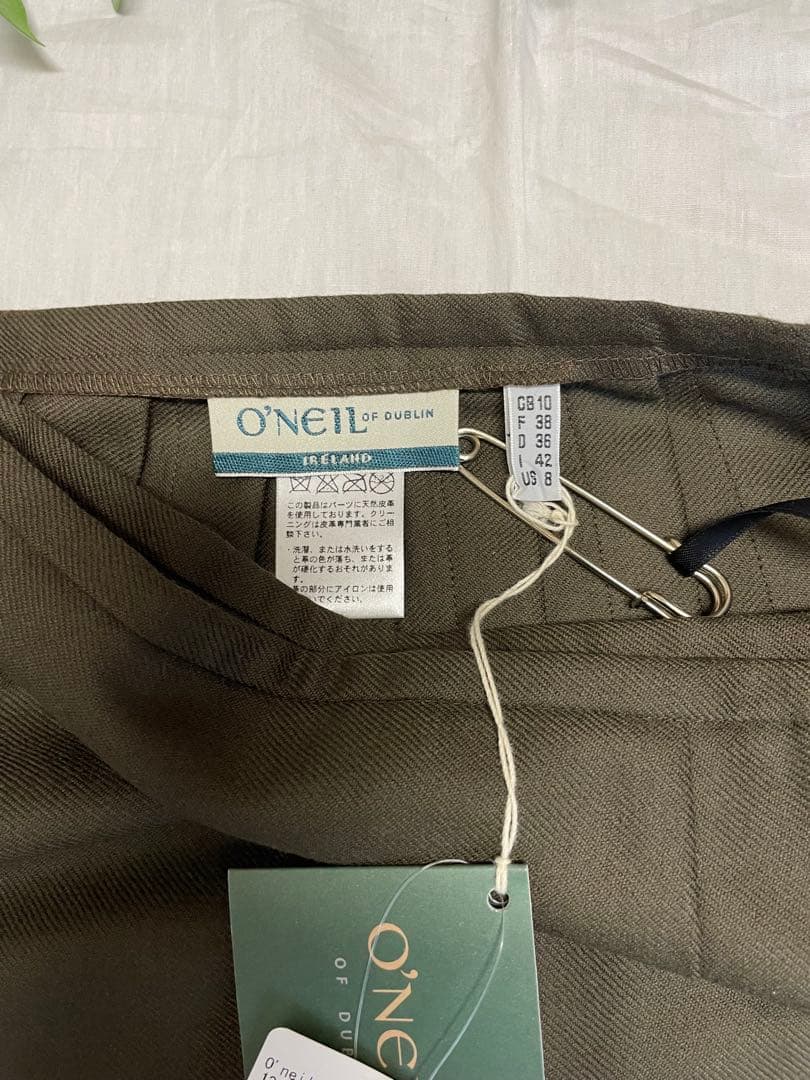 O'NEIL OF DUBLIN
IRELAND
GB 10
F 38
D 36
I 42
US 8
この製品はパーツに天然皮革
を使用しております。クリー
ニングは皮革専門業者にご相
談下さい。
・洗濯、または水洗いをする
と革の色が落ち、または革
が硬化するおそれがありま
す。
革の部分にアイロンは使用
でください。
O'NE
OF DUB
O'neil